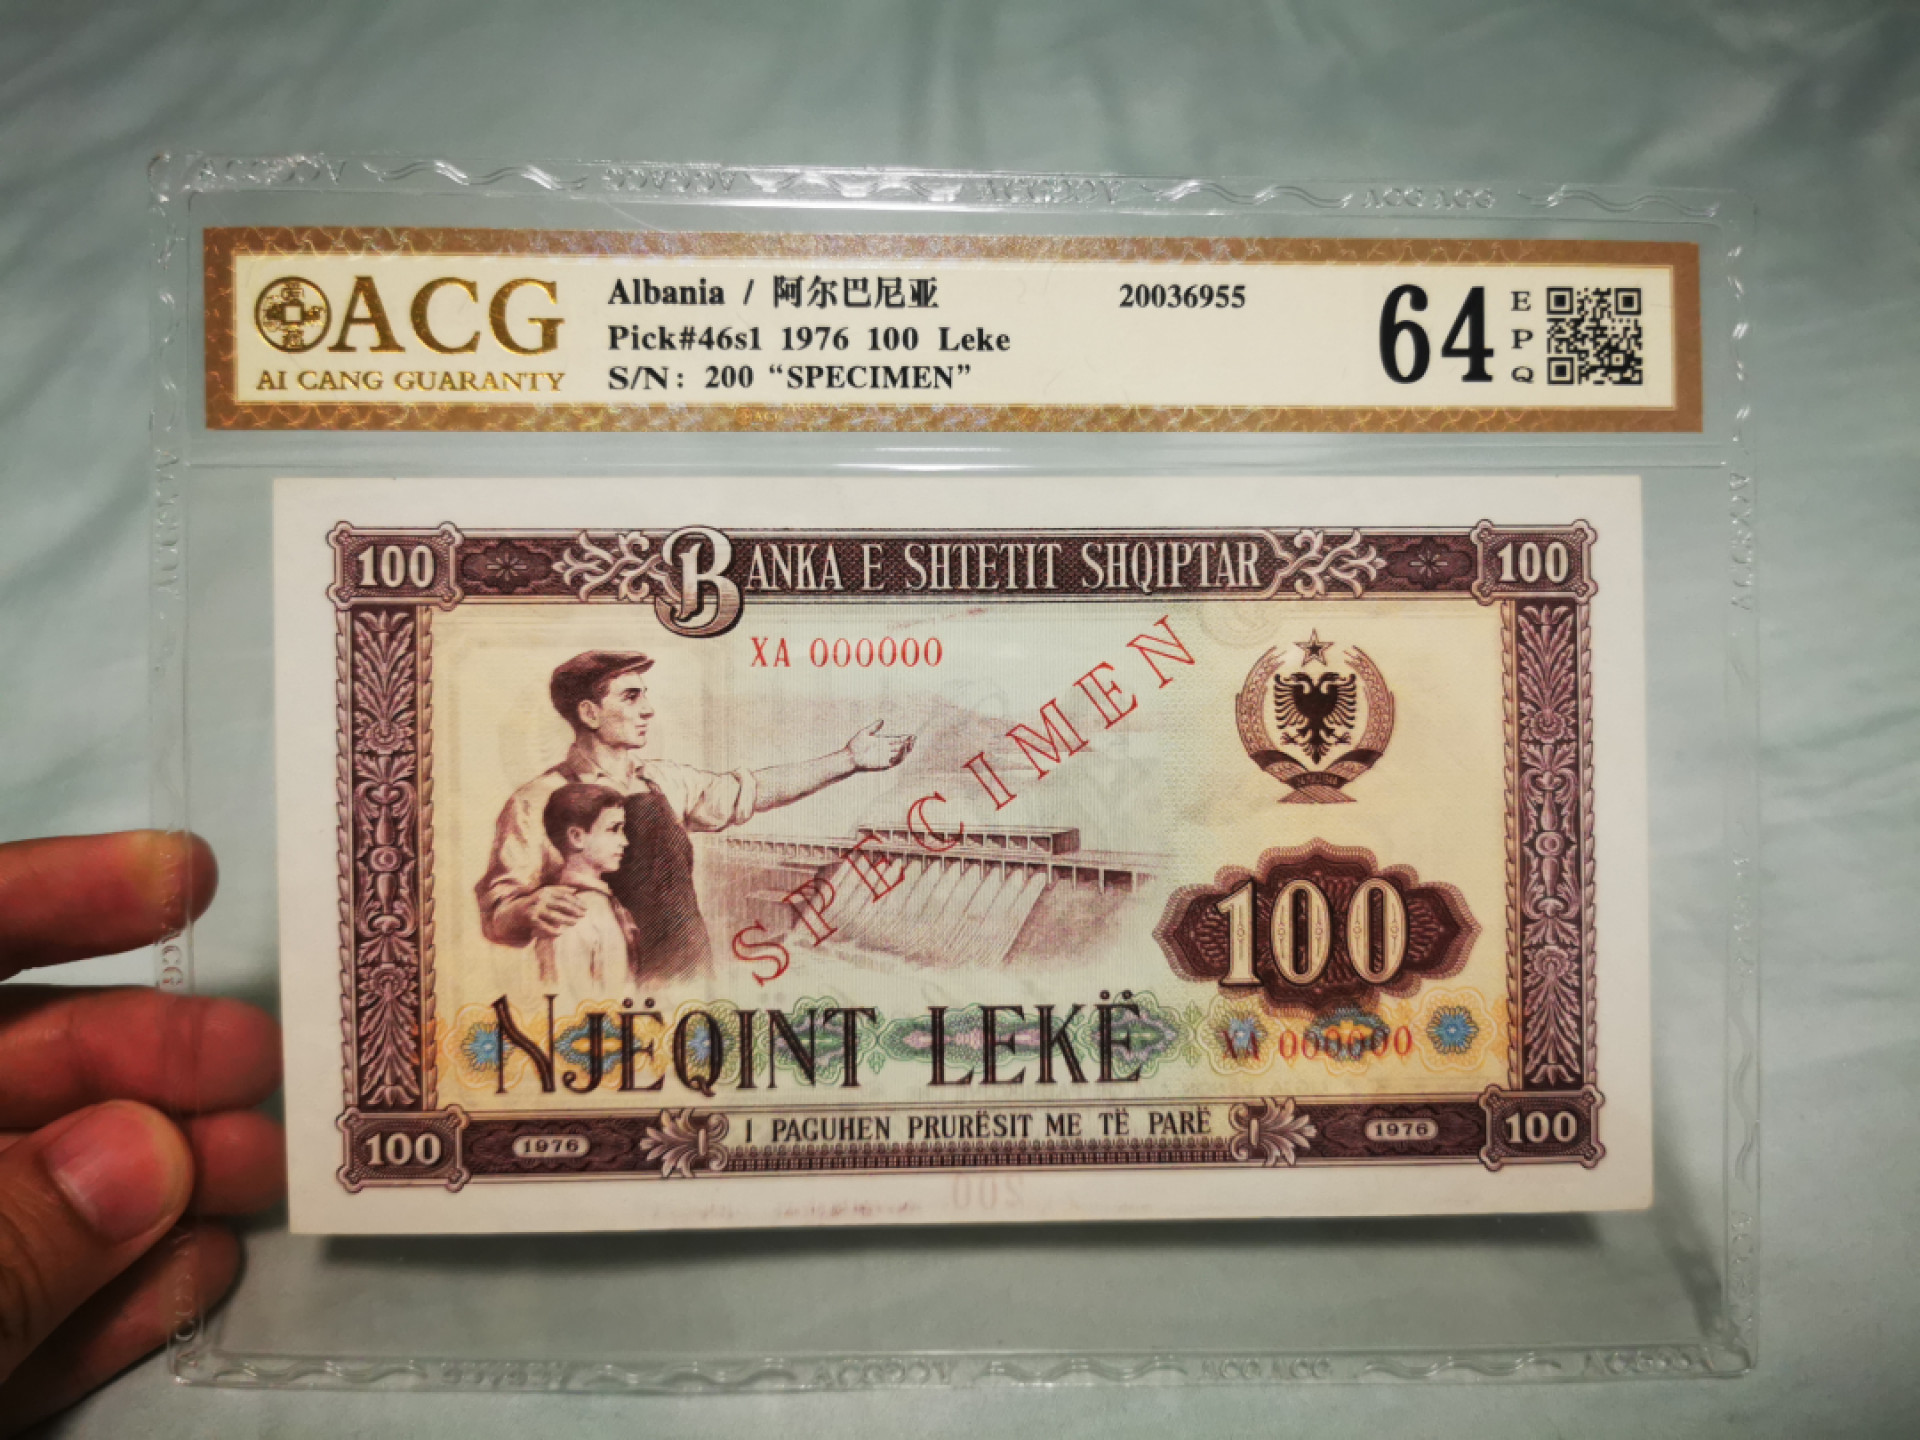 ACG
AI CANG GUARANTY
Albania / 阿尔巴尼亚
20036955
Pick#46s1 1976 100 Leke
S/N: 200 “SPECIMEN”
64
EPQ
100
BANKA E SHTETIT SHQIPTAR
100
XA 000000
SPECIMEN
100
NJËQINT LEKË
XA 000000
100
1976
I PAGUHEN PRURËSIT ME TË PARË
1976
100